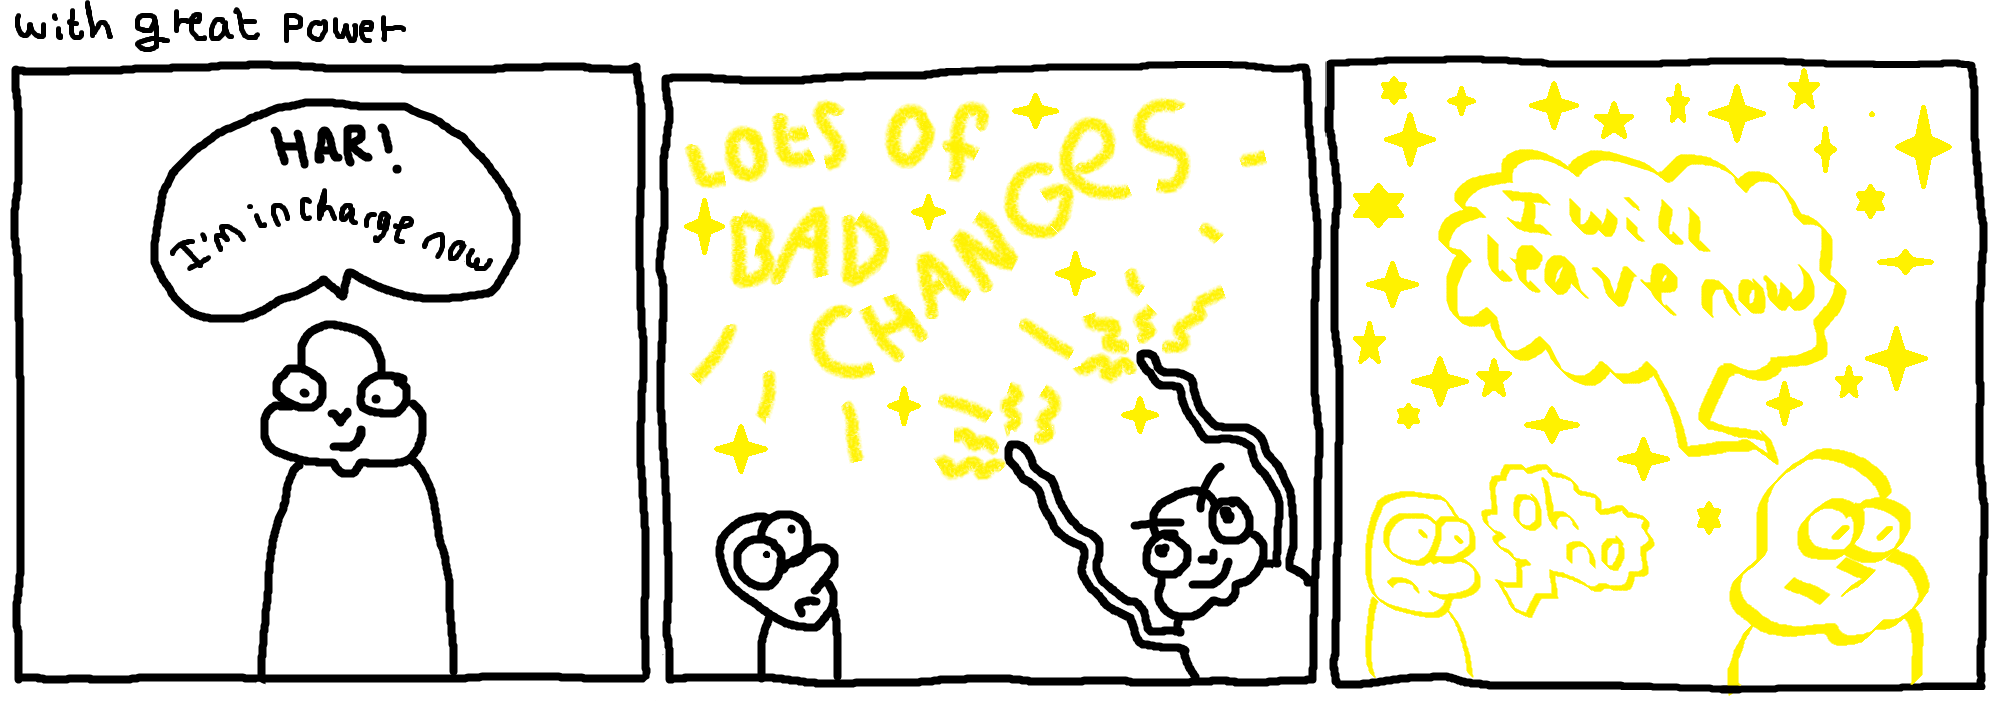 with great power
HAR!
I'm in charge now
LOTS OF
BAD
CHANGES
I will
leave now
Oh
no